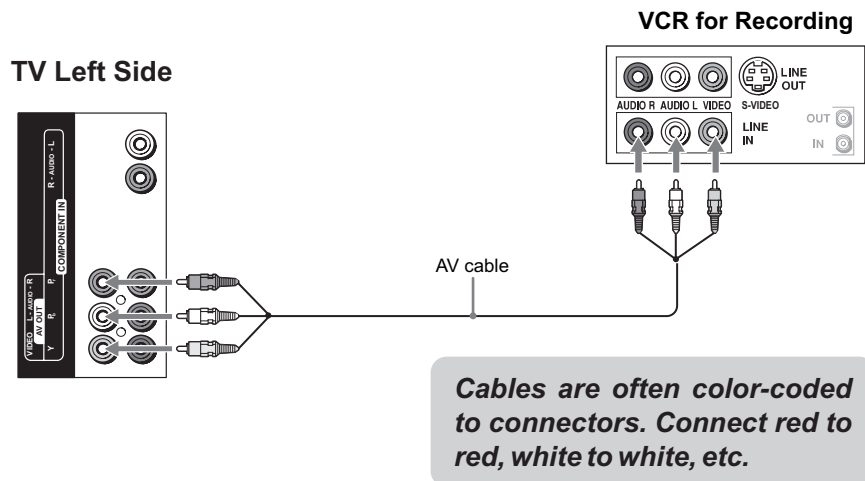 VCR for Recording
TV Left Side
LINE OUT
AUDIO R AUDIO L VIDEO S-VIDEO
LINE IN
OUT
IN
R - AUDIO - L
COMPONENT IN
VIDEO L - AUDIO - R
AV OUT
Y PB PR
AV cable
Cables are often color-coded
to connectors. Connect red to
red, white to white, etc.